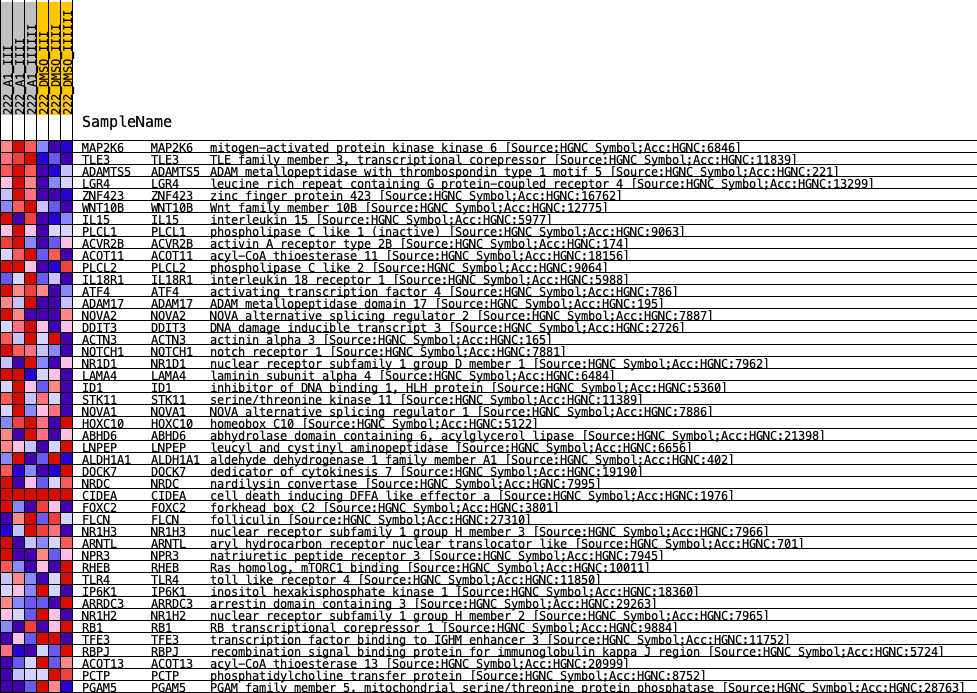 222_A1_III
222_A1_IIII
222_A1_IIIIII
222_DMSO_III
222_DMSO_IIII
222_DMSO_IIIIII
SampleName
MAP2K6 MAP2K6 mitogen-activated protein kinase kinase 6 [Source:HGNC Symbol;Acc:HGNC:6846]
TLE3 TLE3 TLE family member 3, transcriptional corepressor [Source:HGNC Symbol;Acc:HGNC:11839]
ADAMTS5 ADAMTS5 ADAM metallopeptidase with thrombospondin type 1 motif 5 [Source:HGNC Symbol;Acc:HGNC:221]
LGR4 LGR4 leucine rich repeat containing G protein-coupled receptor 4 [Source:HGNC Symbol;Acc:HGNC:13299]
ZNF423 ZNF423 zinc finger protein 423 [Source:HGNC Symbol;Acc:HGNC:16762]
WNT10B WNT10B Wnt family member 10B [Source:HGNC Symbol;Acc:HGNC:12775]
IL15 IL15 interleukin 15 [Source:HGNC Symbol;Acc:HGNC:5977]
PLCL1 PLCL1 phospholipase C like 1 (inactive) [Source:HGNC Symbol;Acc:HGNC:9063]
ACVR2B ACVR2B activin A receptor type 2B [Source:HGNC Symbol;Acc:HGNC:174]
ACOT11 ACOT11 acyl-CoA thioesterase 11 [Source:HGNC Symbol;Acc:HGNC:18156]
PLCL2 PLCL2 phospholipase C like 2 [Source:HGNC Symbol;Acc:HGNC:9064]
IL18R1 IL18R1 interleukin 18 receptor 1 [Source:HGNC Symbol;Acc:HGNC:5988]
ATF4 ATF4 activating transcription factor 4 [Source:HGNC Symbol;Acc:HGNC:786]
ADAM17 ADAM17 ADAM metallopeptidase domain 17 [Source:HGNC Symbol;Acc:HGNC:195]
NOVA2 NOVA2 NOVA alternative splicing regulator 2 [Source:HGNC Symbol;Acc:HGNC:7887]
DDIT3 DDIT3 DNA damage inducible transcript 3 [Source:HGNC Symbol;Acc:HGNC:2726]
ACTN3 ACTN3 actinin alpha 3 [Source:HGNC Symbol;Acc:HGNC:165]
NOTCH1 NOTCH1 notch receptor 1 [Source:HGNC Symbol;Acc:HGNC:7881]
NR1D1 NR1D1 nuclear receptor subfamily 1 group D member 1 [Source:HGNC Symbol;Acc:HGNC:7962]
LAMA4 LAMA4 laminin subunit alpha 4 [Source:HGNC Symbol;Acc:HGNC:6484]
ID1 ID1 inhibitor of DNA binding 1, HLH protein [Source:HGNC Symbol;Acc:HGNC:5360]
STK11 STK11 serine/threonine kinase 11 [Source:HGNC Symbol;Acc:HGNC:11389]
NOVA1 NOVA1 NOVA alternative splicing regulator 1 [Source:HGNC Symbol;Acc:HGNC:7886]
HOXC10 HOXC10 homeobox C10 [Source:HGNC Symbol;Acc:HGNC:5122]
ABHD6 ABHD6 abhydrolase domain containing 6, acylglycerol lipase [Source:HGNC Symbol;Acc:HGNC:21398]
LNPEP LNPEP leucyl and cystinyl aminopeptidase [Source:HGNC Symbol;Acc:HGNC:6656]
ALDH1A1 ALDH1A1 aldehyde dehydrogenase 1 family member A1 [Source:HGNC Symbol;Acc:HGNC:402]
DOCK7 DOCK7 dedicator of cytokinesis 7 [Source:HGNC Symbol;Acc:HGNC:19190]
NRDC NRDC nardilysin convertase [Source:HGNC Symbol;Acc:HGNC:7995]
CIDEA CIDEA cell death inducing DFFA like effector a [Source:HGNC Symbol;Acc:HGNC:1976]
FOXC2 FOXC2 forkhead box C2 [Source:HGNC Symbol;Acc:HGNC:3801]
FLCN FLCN folliculin [Source:HGNC Symbol;Acc:HGNC:27310]
NR1H3 NR1H3 nuclear receptor subfamily 1 group H member 3 [Source:HGNC Symbol;Acc:HGNC:7966]
ARNTL ARNTL aryl hydrocarbon receptor nuclear translocator like [Source:HGNC Symbol;Acc:HGNC:701]
NPR3 NPR3 natriuretic peptide receptor 3 [Source:HGNC Symbol;Acc:HGNC:7945]
RHEB RHEB Ras homolog, mTORC1 binding [Source:HGNC Symbol;Acc:HGNC:10011]
TLR4 TLR4 toll like receptor 4 [Source:HGNC Symbol;Acc:HGNC:11850]
IP6K1 IP6K1 inositol hexakisphosphate kinase 1 [Source:HGNC Symbol;Acc:HGNC:18360]
ARRDC3 ARRDC3 arrestin domain containing 3 [Source:HGNC Symbol;Acc:HGNC:29263]
NR1H2 NR1H2 nuclear receptor subfamily 1 group H member 2 [Source:HGNC Symbol;Acc:HGNC:7965]
RB1 RB1 RB transcriptional corepressor 1 [Source:HGNC Symbol;Acc:HGNC:9884]
TFE3 TFE3 transcription factor binding to IGHM enhancer 3 [Source:HGNC Symbol;Acc:HGNC:11752]
RBPJ RBPJ recombination signal binding protein for immunoglobulin kappa J region [Source:HGNC Symbol;Acc:HGNC:5724]
ACOT13 ACOT13 acyl-CoA thioesterase 13 [Source:HGNC Symbol;Acc:HGNC:20999]
PCTP PCTP phosphatidylcholine transfer protein [Source:HGNC Symbol;Acc:HGNC:8752]
PGAM5 PGAM5 PGAM family member 5, mitochondrial serine/threonine protein phosphatase [Source:HGNC Symbol;Acc:HGNC:28763]